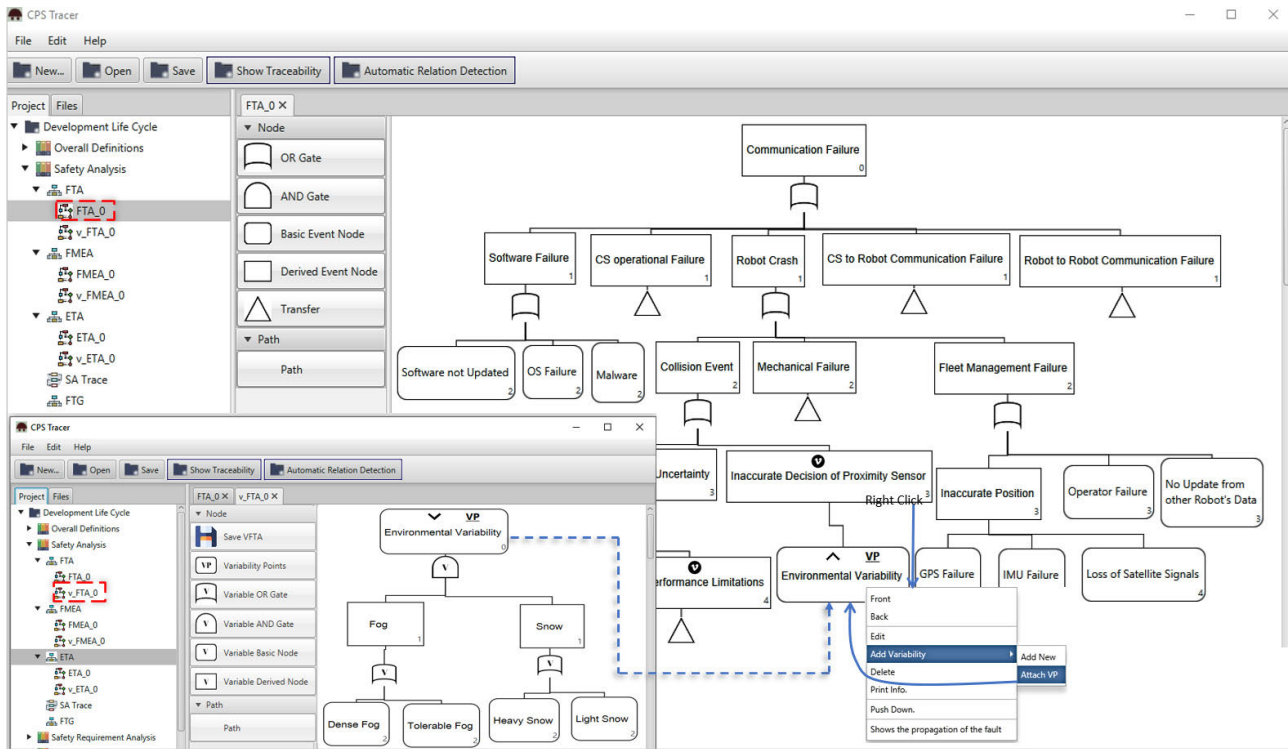 CPS Tracer
File Edit Help
New... Open Save Show Traceability Automatic Relation Detection
Project Files
Development Life Cycle
Overall Definitions
Safety Analysis
FTA
FTA_0
v_FTA_0
FMEA
FMEA_0
v_FMEA_0
ETA
ETA_0
v_ETA_0
SA Trace
FTG
FTA_0 X
Node
OR Gate
AND Gate
Basic Event Node
Derived Event Node
Transfer
Path
Path
Communication Failure
0
Software Failure
1
CS operational Failure
1
Robot Crash
1
CS to Robot Communication Failure
1
Robot to Robot Communication Failure
1
Software not Updated
2
OS Failure
2
Malware
2
Collision Event
2
Mechanical Failure
2
Fleet Management Failure
2
Uncertainty
3
V
Inaccurate Decision of Proximity Sensor
3
Right Click
Inaccurate Position
3
Operator Failure
3
No Update from
other Robot's Data
3
V
erformance Limitations
4
VP
Environmental Variability
GPS Failure
IMU Failure
Loss of Satellite Signals
4
Front
Back
Edit
Add Variability
Delete
Print Info.
Push Down.
Shows the propagation of the fault
Add New
Attach VP
CPS Tracer
File Edit Help
New... Open Save Show Traceability Automatic Relation Detection
Project Files
Development Life Cycle
Overall Definitions
Safety Analysis
FTA
FTA_0
v_FTA_0
FMEA
FMEA_0
v_FMEA_0
ETA
ETA_0
v_ETA_0
SA Trace
FTG
Safety Requirement Analysis
FTA_0 X v_FTA_0 X
Node
Save VFTA
VP Variability Points
V Variable OR Gate
V Variable AND Gate
V Variable Basic Node
V Variable Derived Node
Path
Path
VP
Environmental Variability
0
V
Fog
1
Snow
1
V
V
Dense Fog
2
Tolerable Fog
2
Heavy Snow
2
Light Snow
2